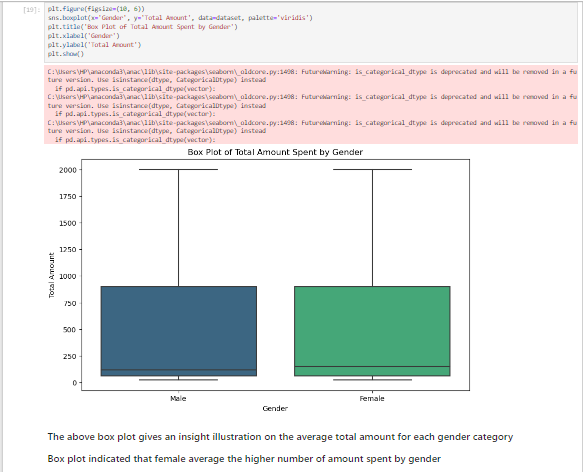 [19]: plt.figure(figsize=(10, 6))
sns.boxplot(x='Gender', y='Total Amount', data=dataset, palette='viridis')
plt.title('Box Plot of Total Amount Spent by Gender')
plt.xlabel('Gender')
plt.ylabel('Total Amount')
plt.show()
C:\Users\HP\anaconda3\anac\lib\site-packages\seaborn\_oldcore.py:1498: FutureWarning: is_categorical_dtype is deprecated and will be removed in a fu
ture version. Use isinstance(dtype, CategoricalDtype) instead
if pd.api.types.is_categorical_dtype(vector):
C:\Users\HP\anaconda3\anac\lib\site-packages\seaborn\_oldcore.py:1498: FutureWarning: is_categorical_dtype is deprecated and will be removed in a fu
ture version. Use isinstance(dtype, CategoricalDtype) instead
if pd.api.types.is_categorical_dtype(vector):
C:\Users\HP\anaconda3\anac\lib\site-packages\seaborn\_oldcore.py:1498: FutureWarning: is_categorical_dtype is deprecated and will be removed in a fu
ture version. Use isinstance(dtype, CategoricalDtype) instead
if pd.api.types.is_categorical_dtype(vector):
Box Plot of Total Amount Spent by Gender
2000
1750
1500
1250
1000
750
500
250
0
Total Amount
Male Female
Gender
The above box plot gives an insight illustration on the average total amount for each gender category
Box plot indicated that female average the higher number of amount spent by gender